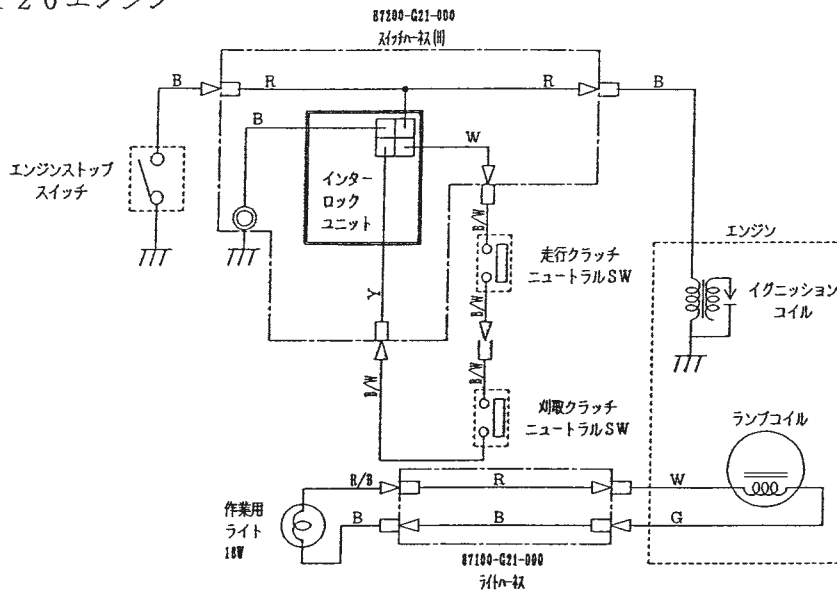 120エンジン
87200-G21-000
スイッチハーネス(Ⅲ)
B
R
R
B
B
W
エンジンストップ
スイッチ
インター
ロック
ユニット
B/W
走行クラッチ
ニュートラルSW
エンジン
イグニッション
コイル
Y
B/W
B/W
B/W
刈取クラッチ
ニュートラルSW
ランプコイル
R/B
R
W
作業用
ライト
18W
B
B
G
87100-G21-000
ライトハーネス